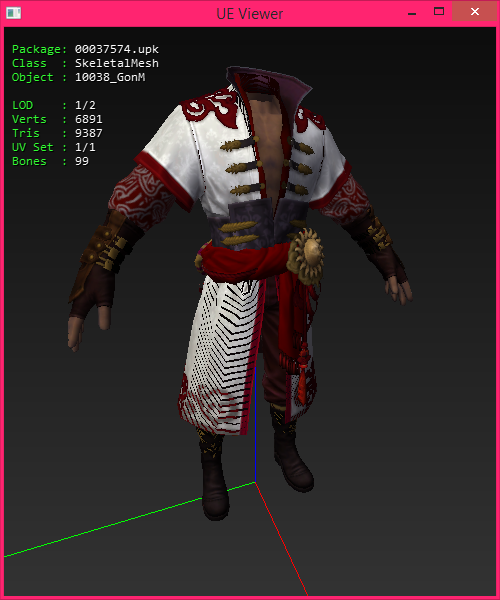 UE Viewer
Package: 00037574.upk
Class  : SkeletalMesh
Object : 10038_GonM
LOD    : 1/2
Verts  : 6891
Tris   : 9387
UV Set : 1/1
Bones  : 99